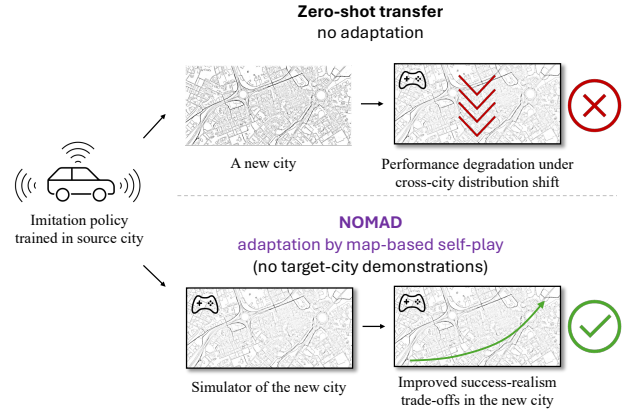 Zero-shot transfer
no adaptation
A new city
Performance degradation under
cross-city distribution shift
Imitation policy
trained in source city
NOMAD
adaptation by map-based self-play
(no target-city demonstrations)
Simulator of the new city
Improved success-realism
trade-offs in the new city